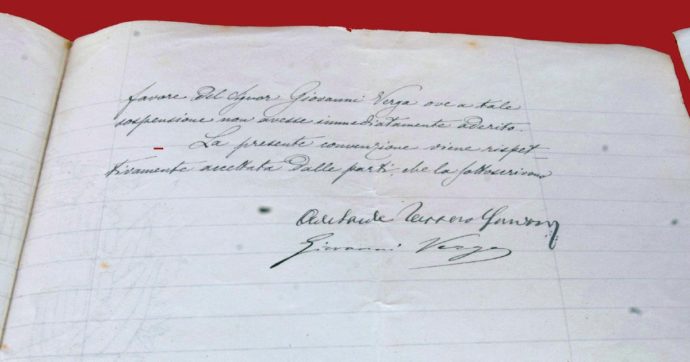 favore del Signor Giovanni Verga ove a tale
sospensione non avesse immediatamente aderito.
La presente convenzione viene rispet-
tivamente accettata dalle parti che la sottoscrivono
Adelaide
Giovanni Verga